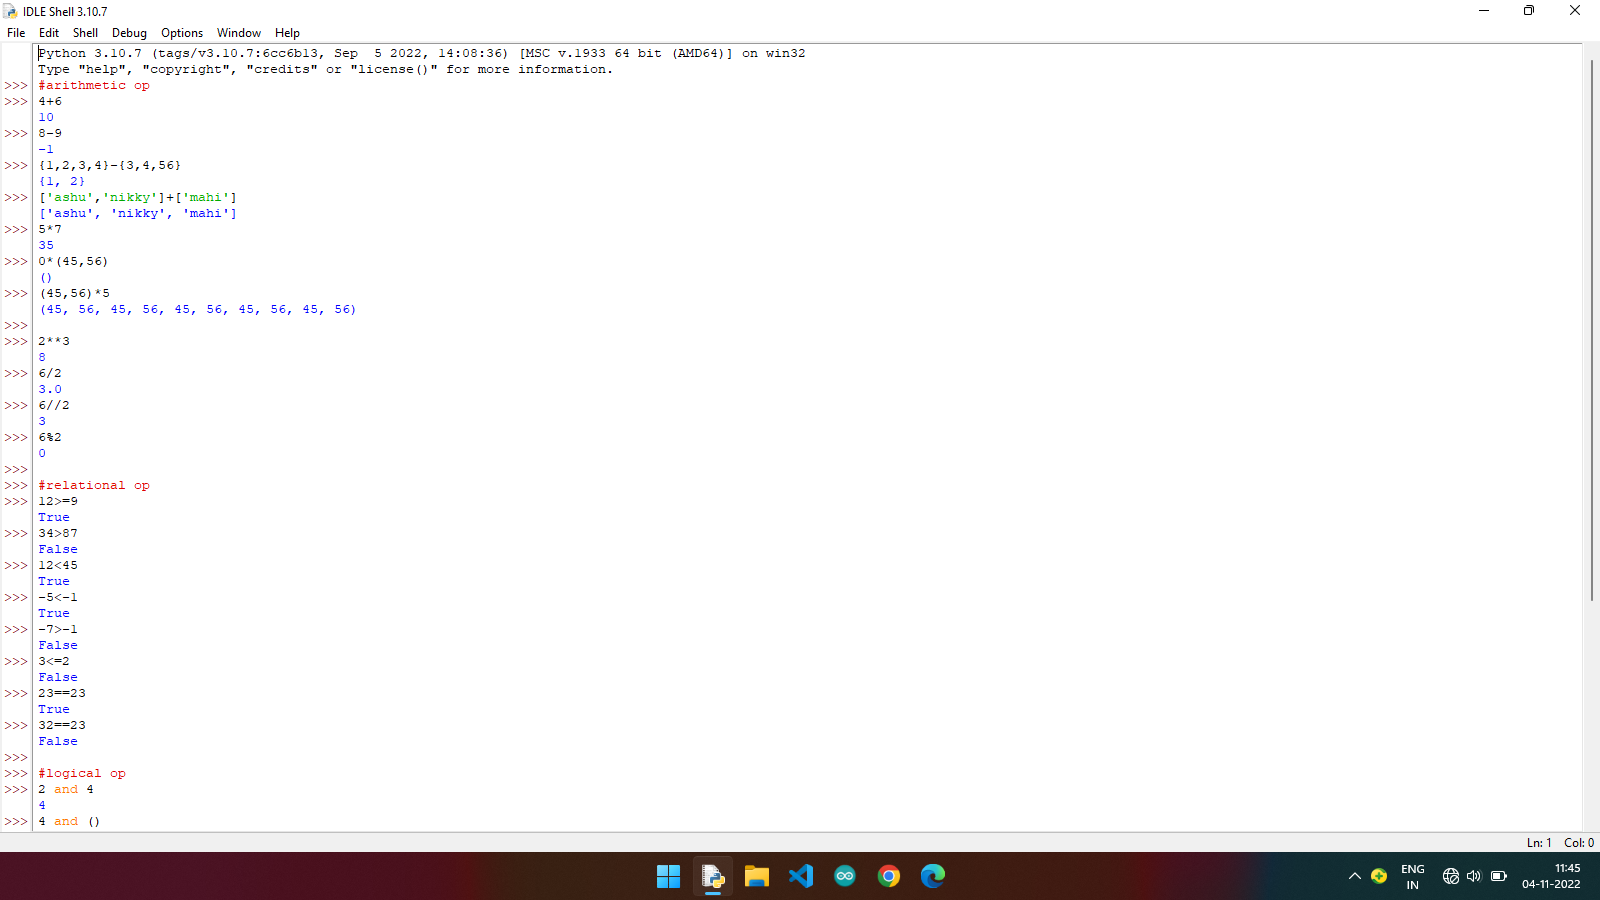 IDLE Shell 3.10.7
File Edit Shell Debug Options Window Help
Python 3.10.7 (tags/v3.10.7:6cc6b13, Sep  5 2022, 14:08:36) [MSC v.1933 64 bit (AMD64)] on win32
Type "help", "copyright", "credits" or "license()" for more information.
>>> #arithmetic op
>>> 4+6
10
>>> 8-9
-1
>>> {1,2,3,4}-{3,4,56}
{1, 2}
>>> ['ashu','nikky']+['mahi']
['ashu', 'nikky', 'mahi']
>>> 5*7
35
>>> 0*(45,56)
()
>>> (45,56)*5
(45, 56, 45, 56, 45, 56, 45, 56, 45, 56)
>>>
>>> 2**3
8
>>> 6/2
3.0
>>> 6//2
3
>>> 6%2
0
>>>
>>> #relational op
>>> 12>=9
True
>>> 34>87
False
>>> 12<45
True
>>> -5<-1
True
>>> -7>-1
False
>>> 3<=2
False
>>> 23==23
True
>>> 32==23
False
>>>
>>> #logical op
>>> 2 and 4
4
>>> 4 and ()
Ln: 1 Col: 0
ENG
IN
11:45
04-11-2022